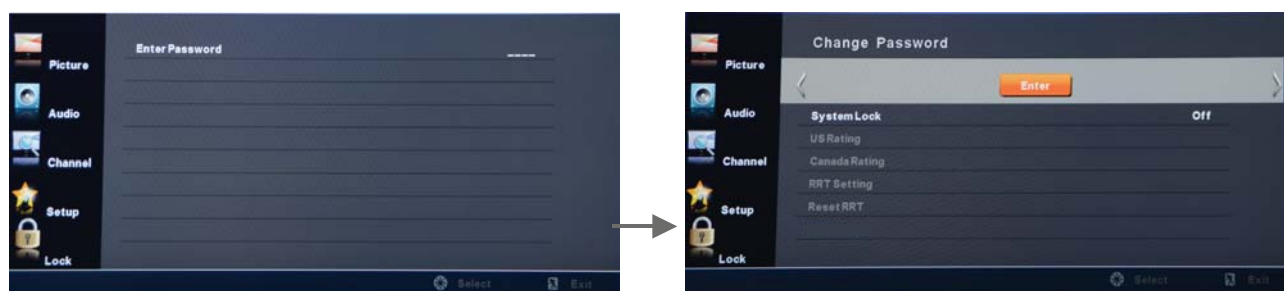 Enter Password
Picture
Audio
Channel
Setup
Lock
Select Exit
Change Password
Picture
Enter
Audio
System Lock Off
US Rating
Channel
Canada Rating
RRT Setting
Setup
Reset RRT
Lock
Select Exit